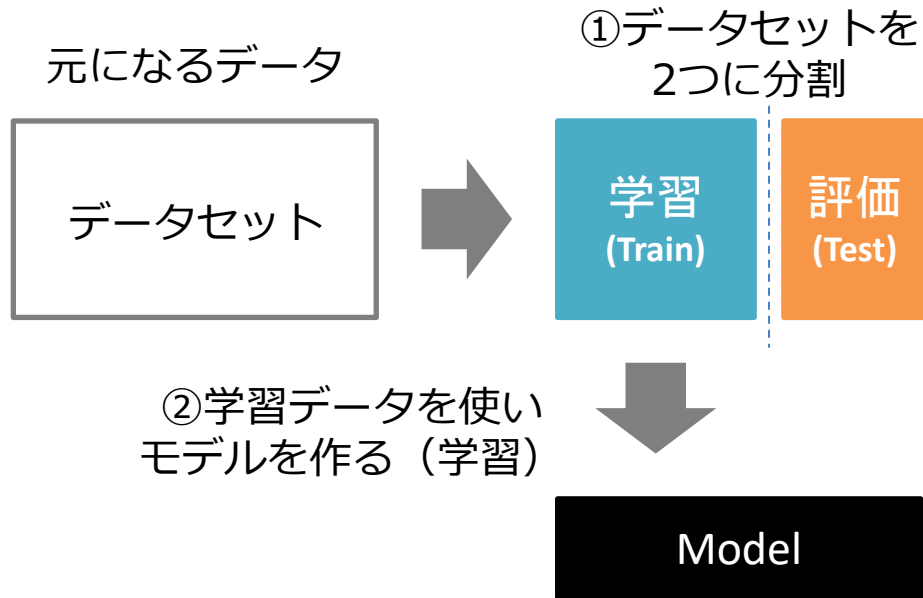 元になるデータ
データセット
①データセットを
2つに分割
学習
(Train)
評価
(Test)
②学習データを使い
モデルを作る（学習）
Model